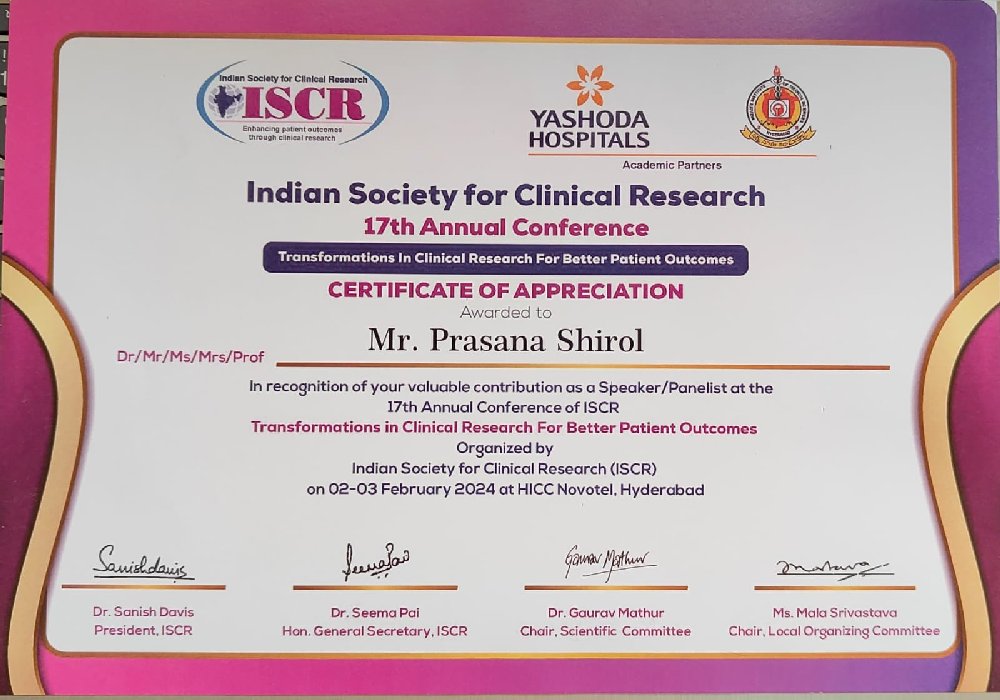 Indian Society for Clinical Research
ISCR
Enhancing patient outcomes
through clinical research
YASHODA
HOSPITALS
Academic Partners
Indian Society for Clinical Research
17th Annual Conference
Transformations In Clinical Research For Better Patient Outcomes
CERTIFICATE OF APPRECIATION
Awarded to
Mr. Prasana Shirol
Dr/Mr/Ms/Mrs/Prof
In recognition of your valuable contribution as a Speaker/Panelist at the
17th Annual Conference of ISCR
Transformations in Clinical Research For Better Patient Outcomes
Organized by
Indian Society for Clinical Research (ISCR)
on 02-03 February 2024 at HICC Novotel, Hyderabad
Sanishdavis
Seema Pai
Gaurav Mathur
Dr. Sanish Davis
President, ISCR
Dr. Seema Pai
Hon. General Secretary, ISCR
Dr. Gaurav Mathur
Chair, Scientific Committee
Ms. Mala Srivastava
Chair, Local Organizing Committee